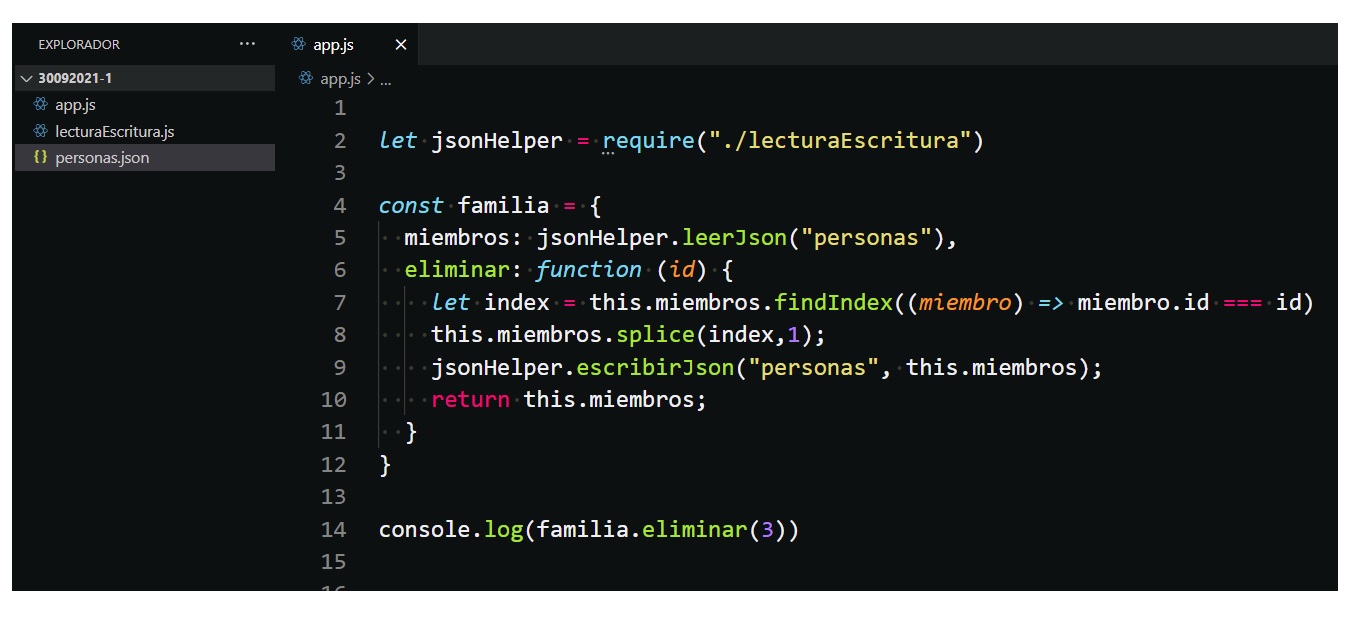 EXPLORADOR ...
30092021-1
app.js
lecturaEscritura.js
{} personas.json
app.js ×
app.js > ...
1
2 let jsonHelper = require("./lecturaEscritura")
3
4 const familia = {
5 miembros: jsonHelper.leerJson("personas"),
6 eliminar: function (id) {
7 let index = this.miembros.findIndex((miembro) => miembro.id === id)
8 this.miembros.splice(index,1);
9 jsonHelper.escribirJson("personas", this.miembros);
10 return this.miembros;
11 }
12 }
13
14 console.log(familia.eliminar(3))
15
16